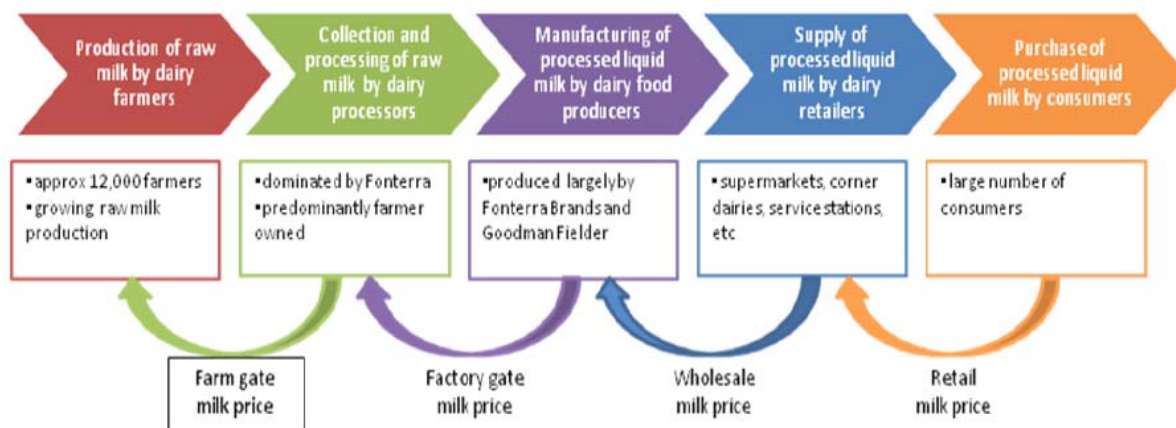 Production of raw
milk by dairy
farmers
Collection and
processing of raw
milk by dairy
processors
Manufacturing of
processed liquid
milk by dairy food
producers
Supply of
processed liquid
milk by dairy
retailers
Purchase of
processed liquid
milk by consumers
▪approx 12,000 farmers
▪growing raw milk
production
▪dominated by Fonterra
▪predominantly farmer
owned
▪produced largely by
Fonterra Brands and
Goodman Fielder
▪supermarkets, corner
dairies, service stations,
etc
▪large number of
consumers
Farm gate
milk price
Factory gate
milk price
Wholesale
milk price
Retail
milk price